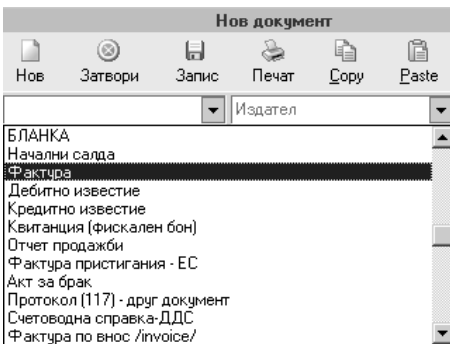 Нов документ
Нов Затвори Запис Печат Copy Paste
Издател
БЛАНКА
Начални салда
Фактура
Дебитно известие
Кредитно известие
Квитанция (фискален бон)
Отчет продажби
Фактура пристигания - ЕС
Акт за брак
Протокол (117) - друг документ
Счетоводна справка-ДДС
Фактура по внос /invoice/